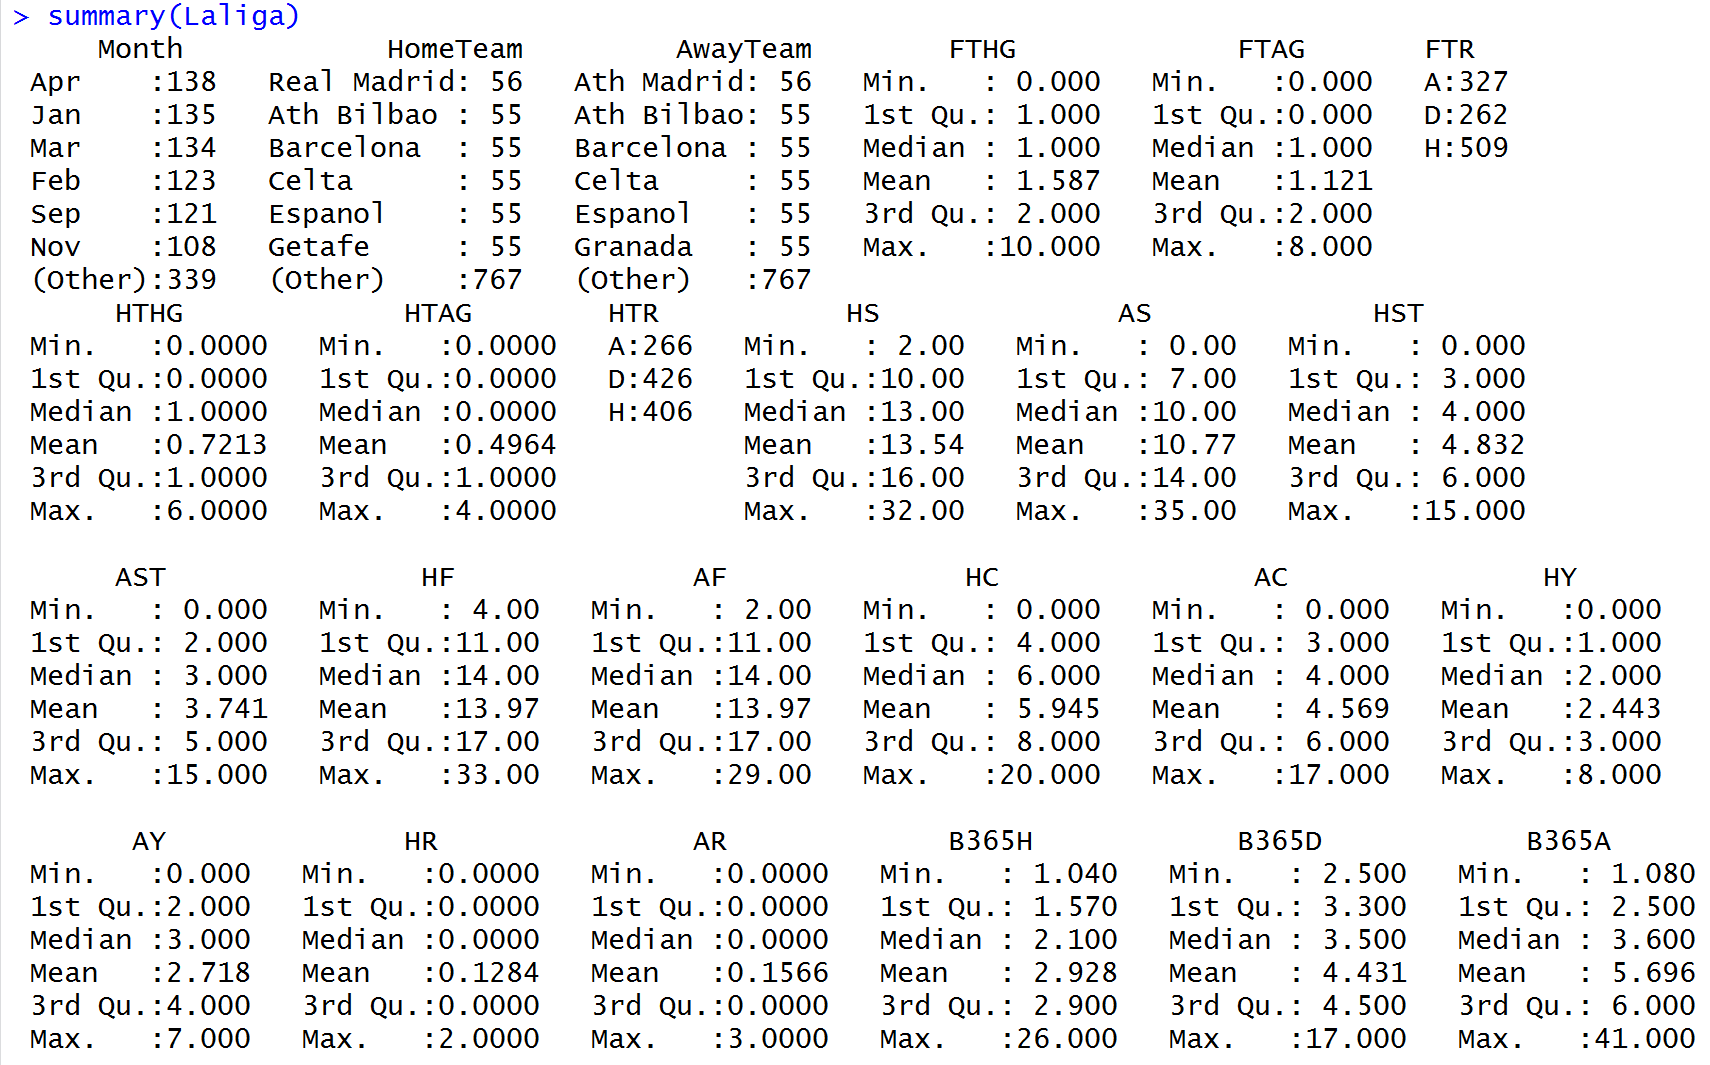 > summary(Laliga)
     Month            HomeTeam         AwayTeam        FTHG             FTAG       FTR
 Apr    :138   Real Madrid: 56   Ath Madrid: 56   Min.   : 0.000   Min.   :0.000   A:327
 Jan    :135   Ath Bilbao : 55   Ath Bilbao: 55   1st Qu.: 1.000   1st Qu.:0.000   D:262
 Mar    :134   Barcelona  : 55   Barcelona : 55   Median : 1.000   Median :1.000   H:509
 Feb    :123   Celta      : 55   Celta     : 55   Mean   : 1.587   Mean   :1.121
 Sep    :121   Espanol    : 55   Espanol   : 55   3rd Qu.: 2.000   3rd Qu.:2.000
 Nov    :108   Getafe     : 55   Granada   : 55   Max.   :10.000   Max.   :8.000
 (Other):339   (Other)    :767   (Other)   :767
      HTHG             HTAG        HTR          HS              AS             HST
 Min.   :0.0000   Min.   :0.0000   A:266   Min.   : 2.00   Min.   : 0.00   Min.   : 0.000
 1st Qu.:0.0000   1st Qu.:0.0000   D:426   1st Qu.:10.00   1st Qu.: 7.00   1st Qu.: 3.000
 Median :1.0000   Median :0.0000   H:406   Median :13.00   Median :10.00   Median : 4.000
 Mean   :0.7213   Mean   :0.4964           Mean   :13.54   Mean   :10.77   Mean   : 4.832
 3rd Qu.:1.0000   3rd Qu.:1.0000           3rd Qu.:16.00   3rd Qu.:14.00   3rd Qu.: 6.000
 Max.   :6.0000   Max.   :4.0000           Max.   :32.00   Max.   :35.00   Max.   :15.000
      AST               HF              AF              HC               AC               HY
 Min.   : 0.000   Min.   : 4.00   Min.   : 2.00   Min.   : 0.000   Min.   : 0.000   Min.   :0.000
 1st Qu.: 2.000   1st Qu.:11.00   1st Qu.:11.00   1st Qu.: 4.000   1st Qu.: 3.000   1st Qu.:1.000
 Median : 3.000   Median :14.00   Median :14.00   Median : 6.000   Median : 4.000   Median :2.000
 Mean   : 3.741   Mean   :13.97   Mean   :13.97   Mean   : 5.945   Mean   : 4.569   Mean   :2.443
 3rd Qu.: 5.000   3rd Qu.:17.00   3rd Qu.:17.00   3rd Qu.: 8.000   3rd Qu.: 6.000   3rd Qu.:3.000
 Max.   :15.000   Max.   :33.00   Max.   :29.00   Max.   :20.000   Max.   :17.000   Max.   :8.000
       AY              HR               AR             B365H            B365D            B365A
 Min.   :0.000   Min.   :0.0000   Min.   :0.0000   Min.   : 1.040   Min.   : 2.500   Min.   : 1.080
 1st Qu.:2.000   1st Qu.:0.0000   1st Qu.:0.0000   1st Qu.: 1.570   1st Qu.: 3.300   1st Qu.: 2.500
 Median :3.000   Median :0.0000   Median :0.0000   Median : 2.100   Median : 3.500   Median : 3.600
 Mean   :2.718   Mean   :0.1284   Mean   :0.1566   Mean   : 2.928   Mean   : 4.431   Mean   : 5.696
 3rd Qu.:4.000   3rd Qu.:0.0000   3rd Qu.:0.0000   3rd Qu.: 2.900   3rd Qu.: 4.500   3rd Qu.: 6.000
 Max.   :7.000   Max.   :2.0000   Max.   :3.0000   Max.   :26.000   Max.   :17.000   Max.   :41.000